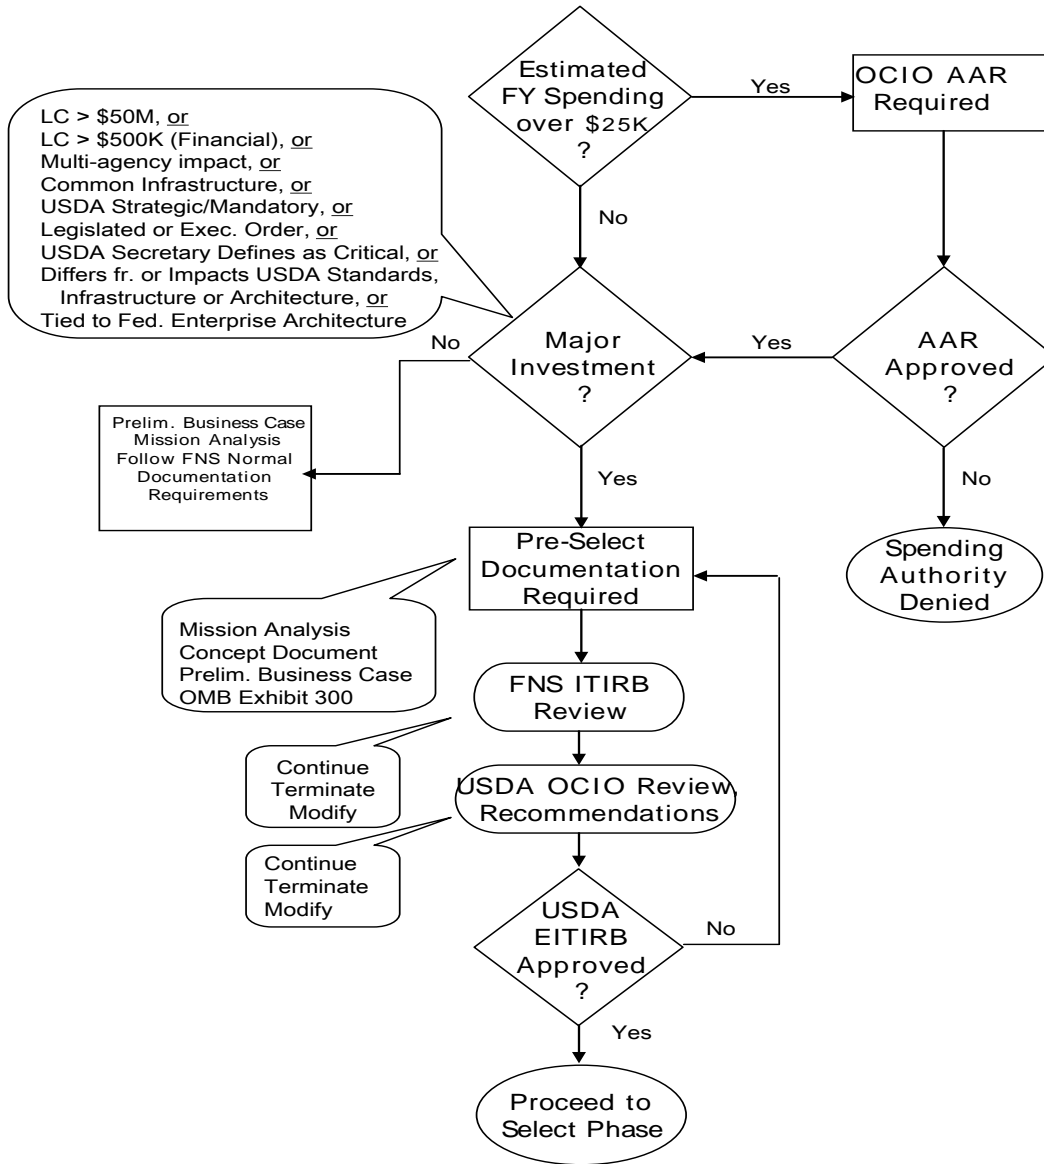 Estimated
FY Spending
over $25K
?
Yes
OCIO AAR
Required
LC > $50M, or
LC > $500K (Financial), or
Multi-agency impact, or
Common Infrastructure, or
USDA Strategic/Mandatory, or
Legislated or Exec. Order, or
USDA Secretary Defines as Critical, or
Differs fr. or Impacts USDA Standards,
Infrastructure or Architecture, or
Tied to Fed. Enterprise Architecture
No
No
Major
Investment
?
Yes
AAR
Approved
?
Prelim. Business Case
Mission Analysis
Follow FNS Normal
Documentation
Requirements
Yes
No
Pre-Select
Documentation
Required
Spending
Authority
Denied
Mission Analysis
Concept Document
Prelim. Business Case
OMB Exhibit 300
FNS ITIRB
Review
Continue
Terminate
Modify
USDA OCIO Review,
Recommendations
Continue
Terminate
Modify
USDA
EITIRB
Approved
?
No
Yes
Proceed to
Select Phase